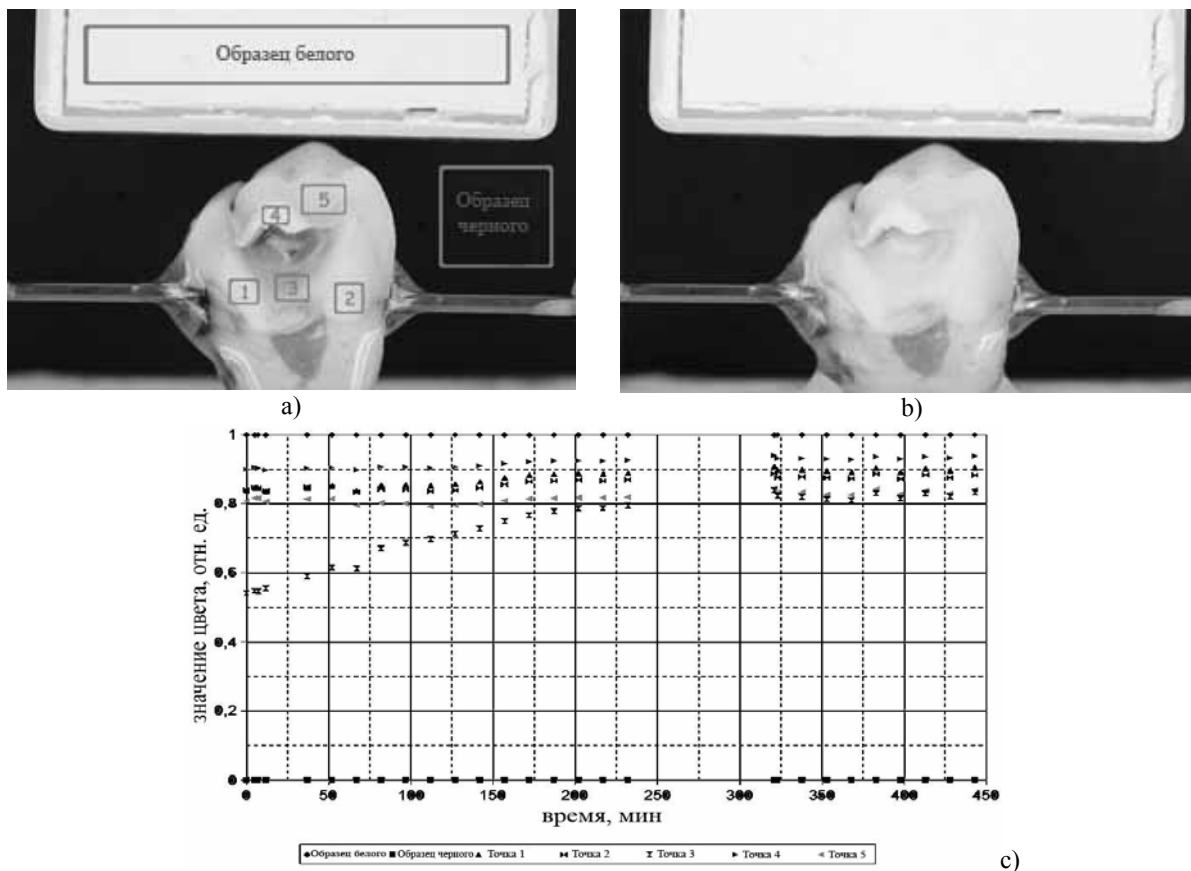 Образец белого
Образец
черного
5
4
1
3
2
a)
b)
значение цвета, отн. ед.
1
0,8
0,6
0,4
0,2
0
0 50 100 150 200 250 300 350 400 450
время, мин
Образец белого Образец черного Точка 1 Точка 2 Точка 3 Точка 4 Точка 5
c)